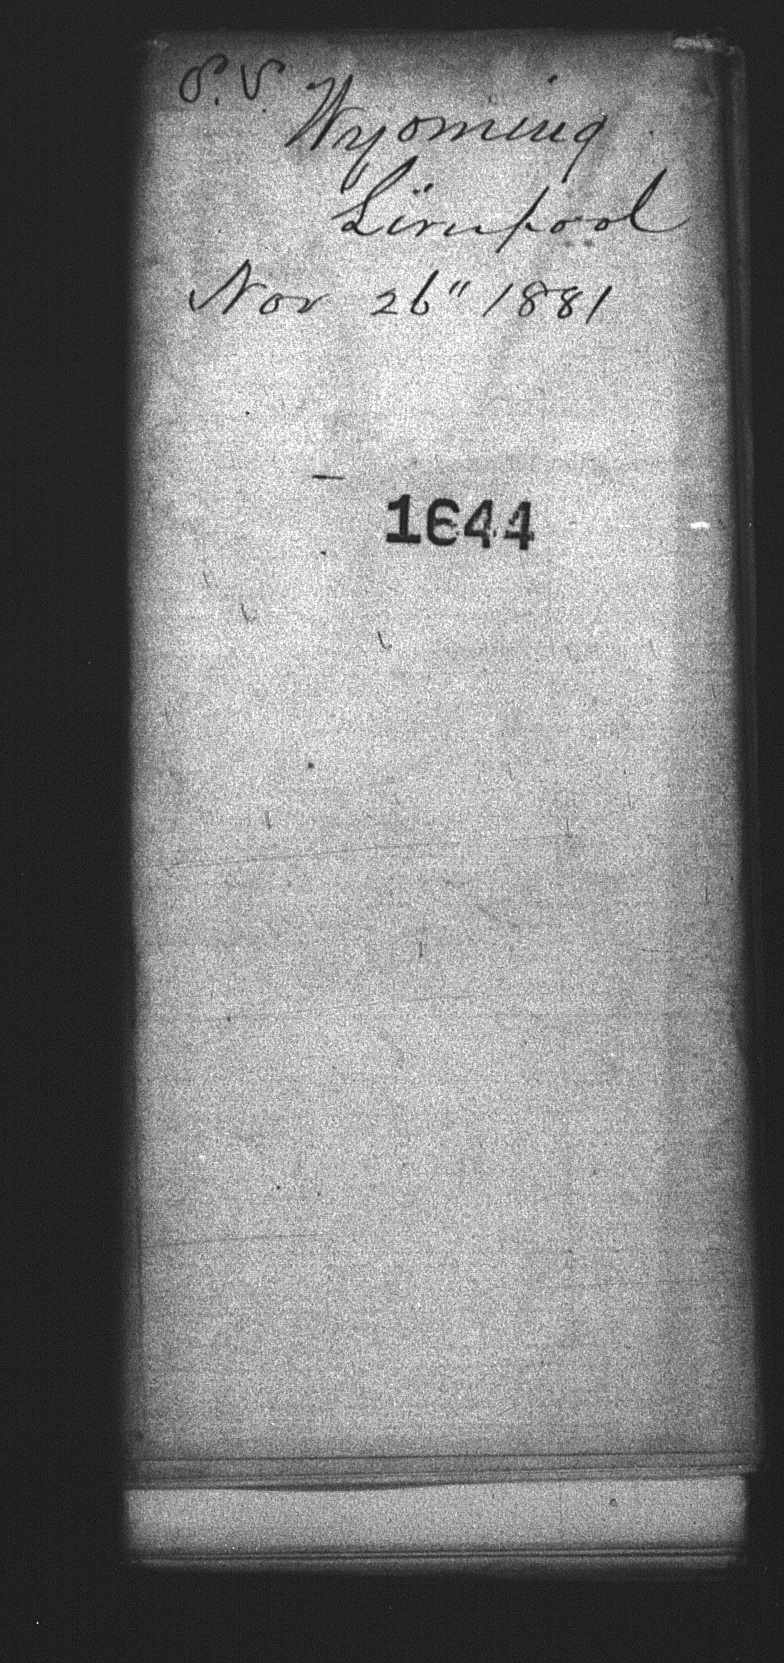 S.S. Wyoming
Liverpool
Nov 26" 1881
1644